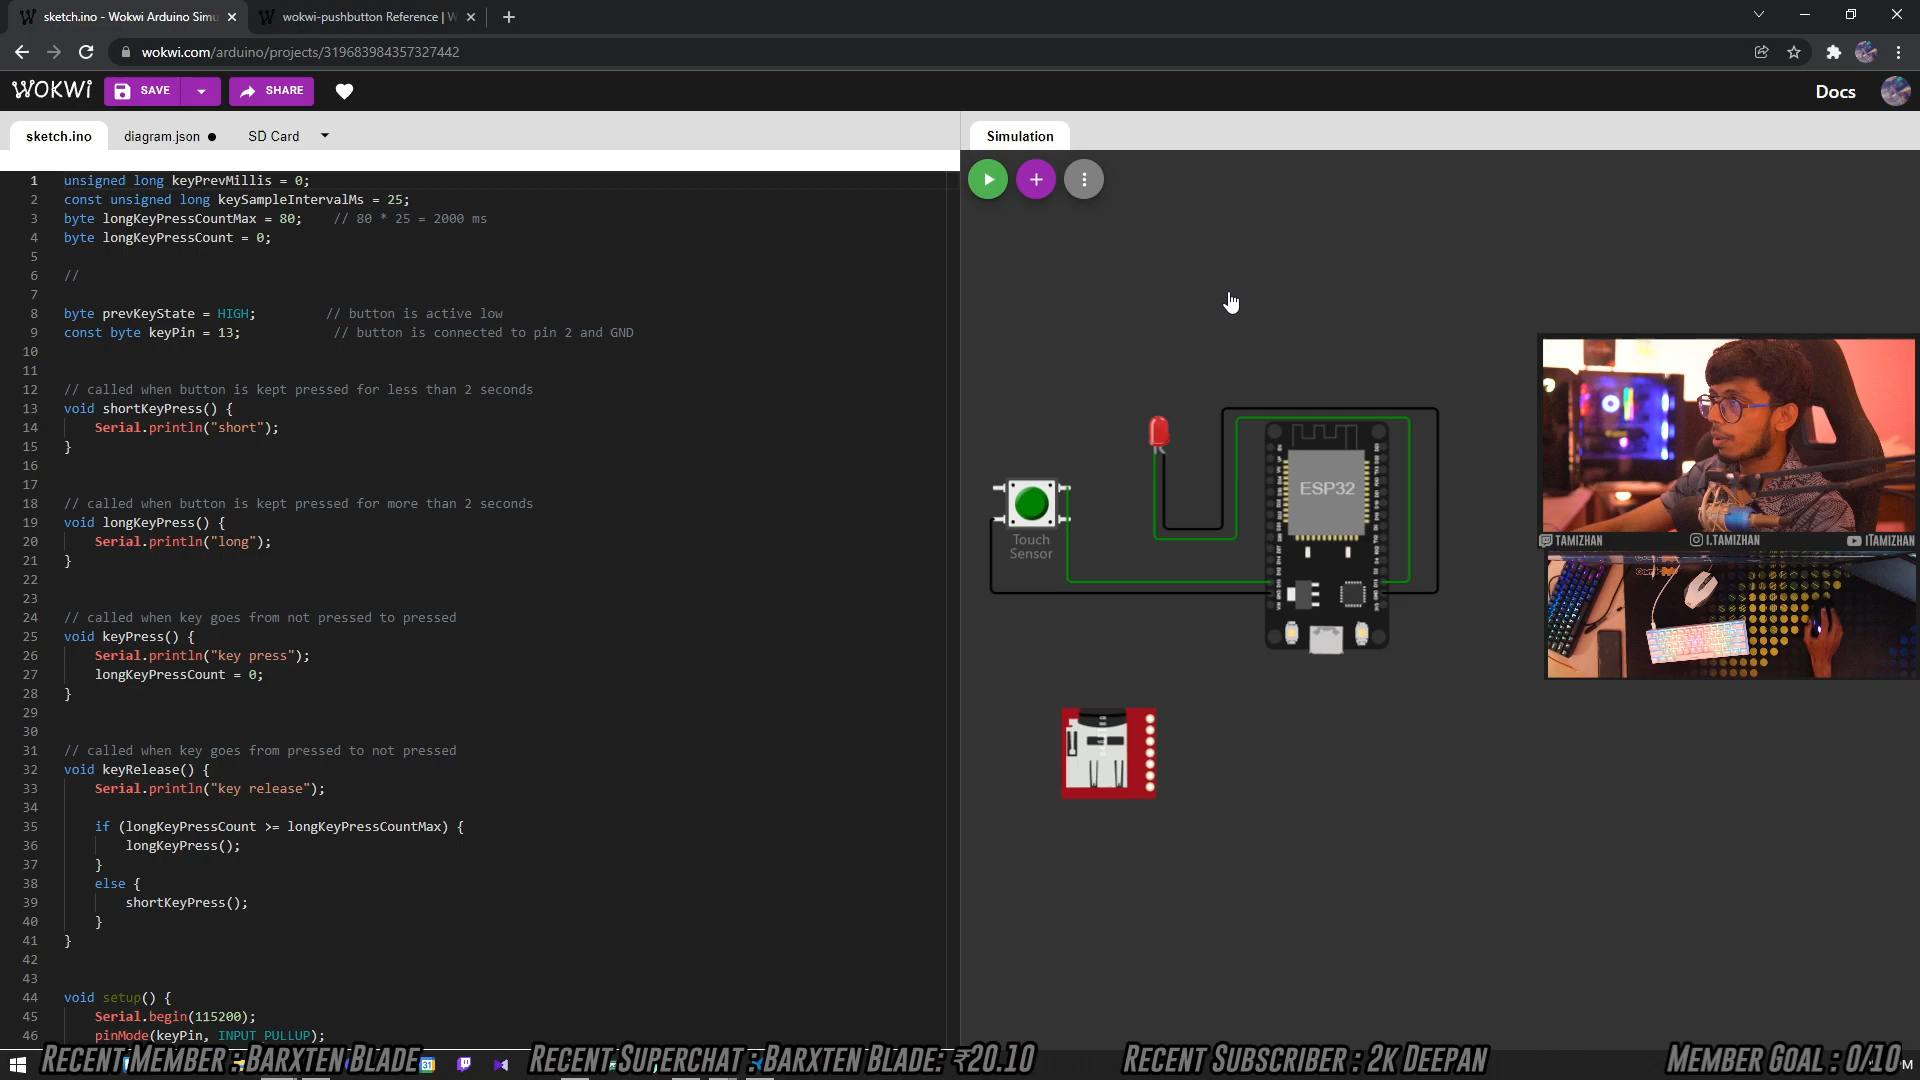 sketch.ino - Wokwi Arduino Simu
wokwi-pushbutton Reference | W
wokwi.com/arduino/projects/319683984357327442
WOKWi
SAVE
SHARE
Docs
sketch.ino
diagram.json
SD Card
Simulation
1 unsigned long keyPrevMillis = 0;
2 const unsigned long keySampleIntervalMs = 25;
3 byte longKeyPressCountMax = 80; // 80 * 25 = 2000 ms
4 byte longKeyPressCount = 0;
5
6 //
7
8 byte prevKeyState = HIGH; // button is active low
9 const byte keyPin = 13; // button is connected to pin 2 and GND
10
11
12 // called when button is kept pressed for less than 2 seconds
13 void shortKeyPress() {
14 Serial.println("short");
15 }
16
17
18 // called when button is kept pressed for more than 2 seconds
19 void longKeyPress() {
20 Serial.println("long");
21 }
22
23
24 // called when key goes from not pressed to pressed
25 void keyPress() {
26 Serial.println("key press");
27 longKeyPressCount = 0;
28 }
29
30
31 // called when key goes from pressed to not pressed
32 void keyRelease() {
33 Serial.println("key release");
34
35 if (longKeyPressCount >= longKeyPressCountMax) {
36 longKeyPress();
37 }
38 else {
39 shortKeyPress();
40 }
41 }
42
43
44 void setup() {
45 Serial.begin(115200);
46 pinMode(keyPin, INPUT_PULLUP);
Touch
Sensor
ESP32
TAMIZHAN
I.TAMIZHAN
ITAMIZHAN
RECENT MEMBER : BARXTEN BLADE
31
RECENT SUPERCHAT : BARXTEN BLADE: ₹20.10
RECENT SUBSCRIBER : 2K DEEPAN
MEMBER GOAL : 0/10